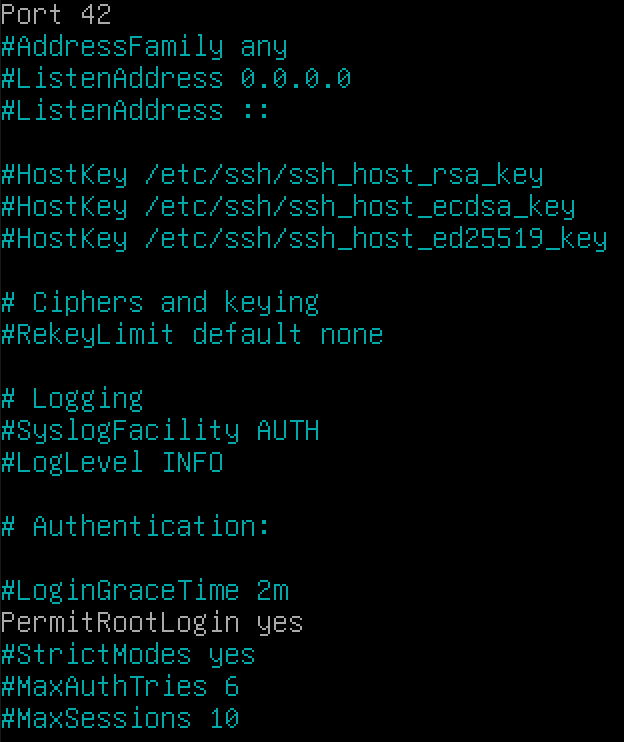 Port 42
#AddressFamily any
#ListenAddress 0.0.0.0
#ListenAddress ::
#HostKey /etc/ssh/ssh_host_rsa_key
#HostKey /etc/ssh/ssh_host_ecdsa_key
#HostKey /etc/ssh/ssh_host_ed25519_key
# Ciphers and keying
#RekeyLimit default none
# Logging
#SyslogFacility AUTH
#LogLevel INFO
# Authentication:
#LoginGraceTime 2m
PermitRootLogin yes
#StrictModes yes
#MaxAuthTries 6
#MaxSessions 10